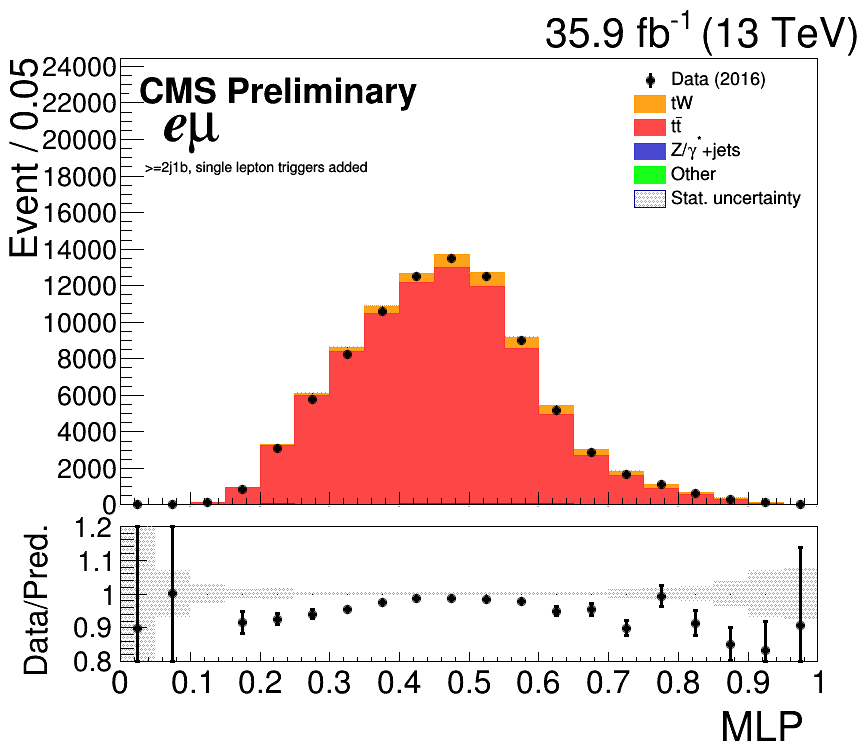 35.9 fb⁻¹ (13 TeV)
Event / 0.05
24000
22000
20000
18000
16000
14000
12000
10000
8000
6000
4000
2000
0
CMS Preliminary
eμ
>=2j1b, single lepton triggers added
Data (2016)
tW
tt̄
Z/γ*+jets
Other
Stat. uncertainty
Data/Pred.
1.2
1.1
1
0.9
0.8
0 0.1 0.2 0.3 0.4 0.5 0.6 0.7 0.8 0.9 1
MLP